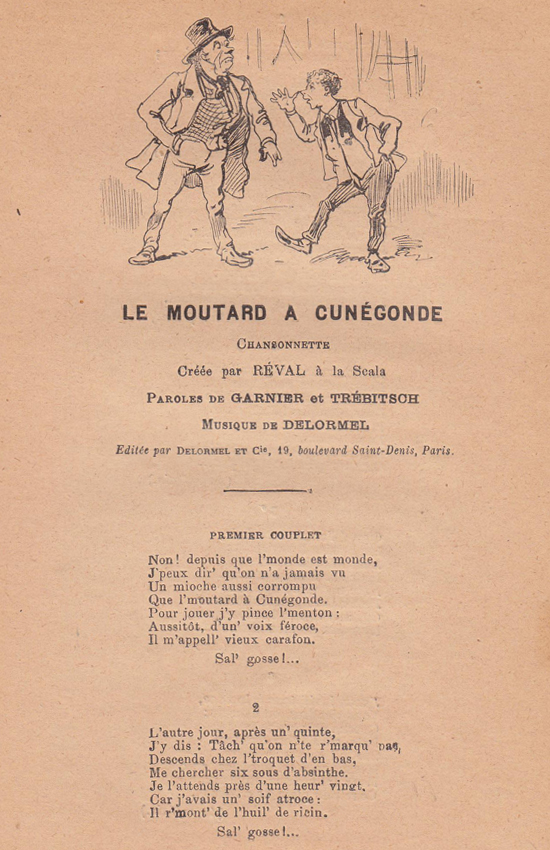 LE MOUTARD A CUNÉGONDE
CHANSONNETTE
Créée par RÉVAL à la Scala
PAROLES DE GARNIER et TRÉBITSCH
MUSIQUE DE DELORMEL
Editée par DELORMEL ET Cie, 19, boulevard Saint-Denis, Paris.
PREMIER COUPLET
Non! depuis que l'monde est monde,
J'peux dir' qu'on n'a jamais vu
Un mioche aussi corrompu
Que l'moutard à Cunégonde.
Pour jouer j'y pince l'menton :
Aussitôt, d'un' voix féroce,
Il m'appell' vieux carafon.
Sal' gosse!...
2
L'autre jour, après un' quinte,
J'y dis : Tâch' qu'on n'te r'marqu' pas,
Descends chez l'troquet d'en bas,
Me chercher six sous d'absinthe.
Je l'attends près d'une heur' vingt.
Car j'avais un' soif atroce :
Il r'mont' de l'huil' de ricin.
Sal' gosse!...